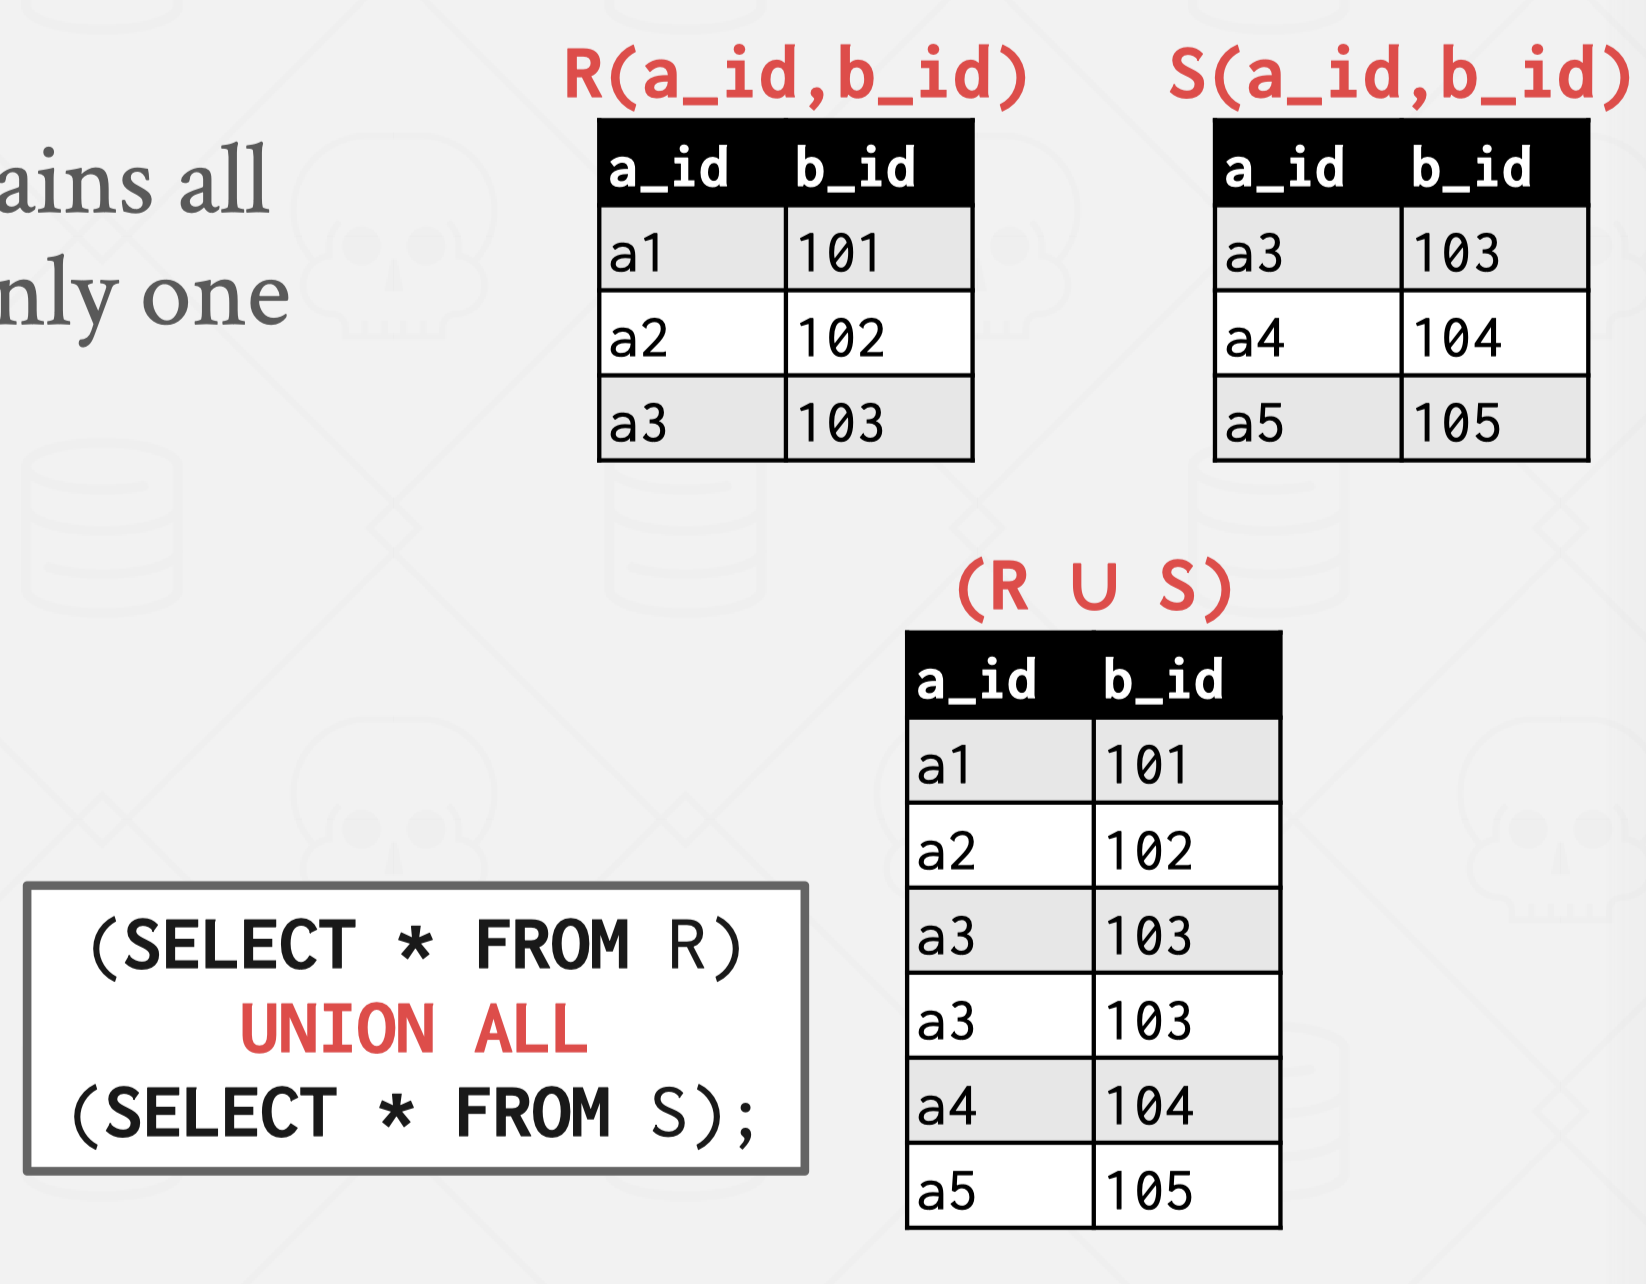 ains all
nly one
R(a_id,b_id)
a_id b_id
a1 101
a2 102
a3 103
S(a_id,b_id)
a_id b_id
a3 103
a4 104
a5 105
(R ∪ S)
a_id b_id
a1 101
a2 102
a3 103
a3 103
a4 104
a5 105
(SELECT * FROM R)
UNION ALL
(SELECT * FROM S);